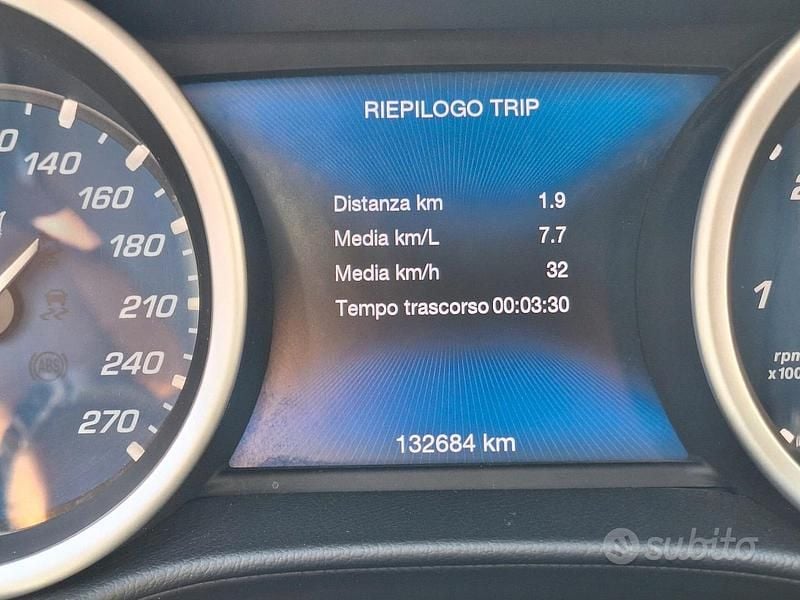 RIEPILOGO TRIP
Distanza km 1.9
Media km/L 7.7
Media km/h 32
Tempo trascorso 00:03:30
132684 km
140
160
180
210
240
270
ABS
1
rpm
subito